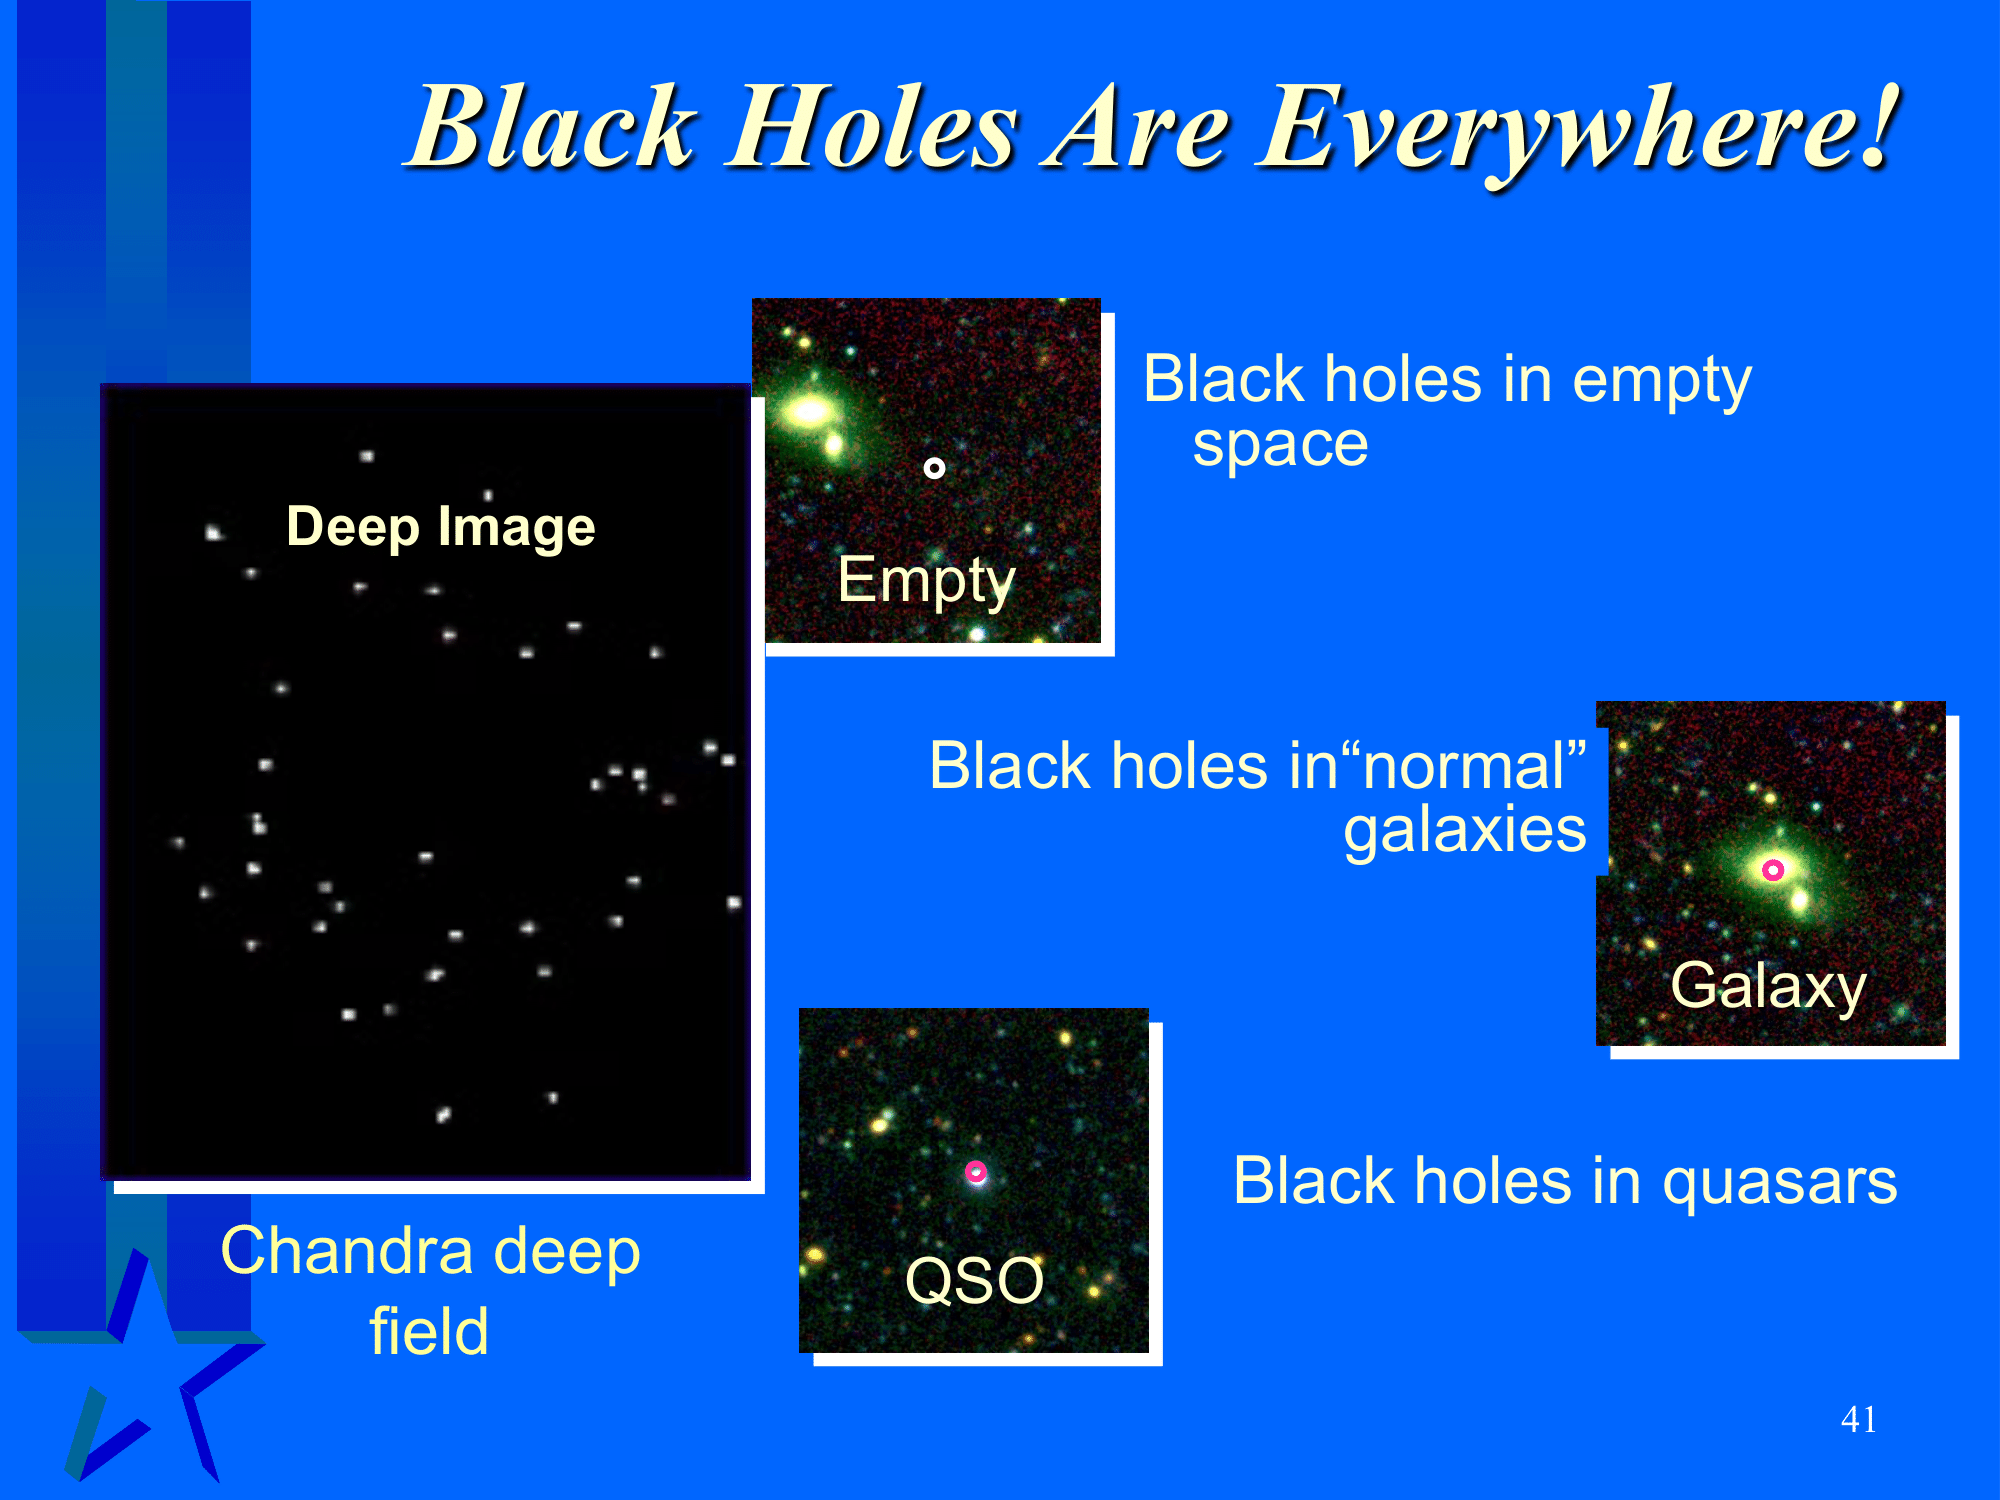 Black Holes Are Everywhere!
Deep Image
Empty
Black holes in empty
space
Black holes in“normal”
galaxies
Galaxy
QSO
Black holes in quasars
Chandra deep
field
41